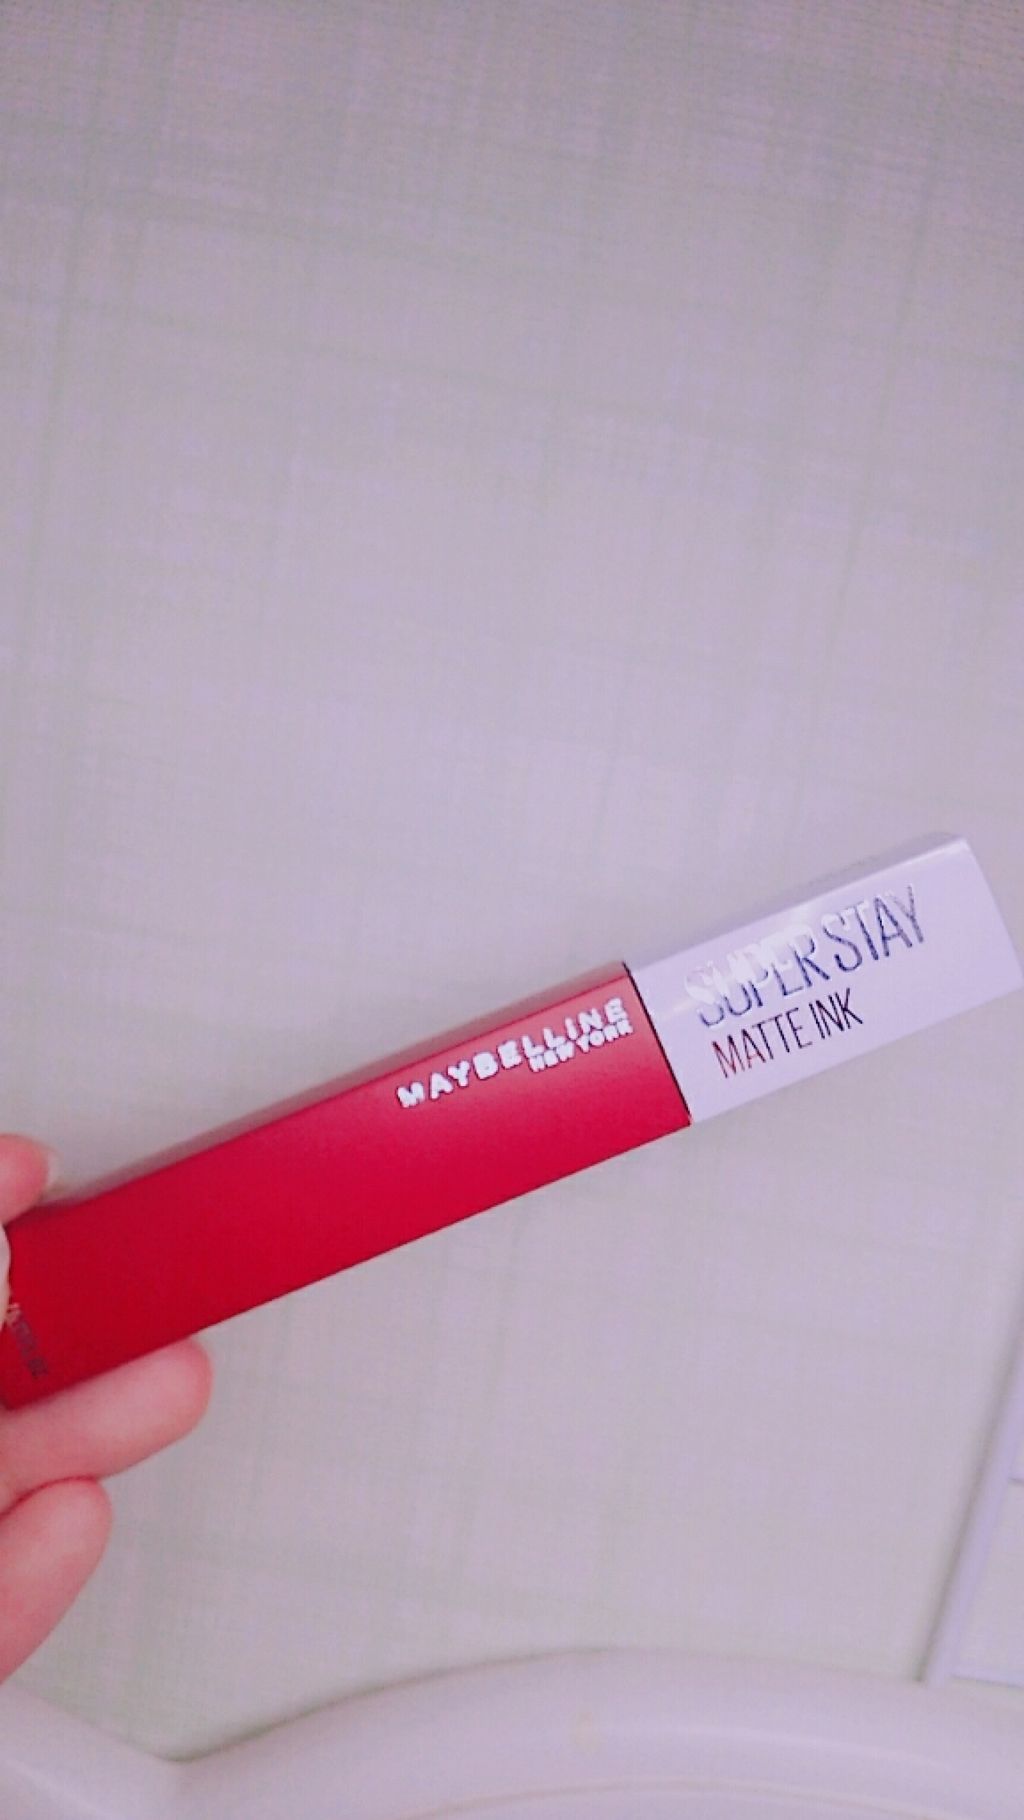 MAYBELLINE
NEW YORK
SUPER STAY
MATTE INK